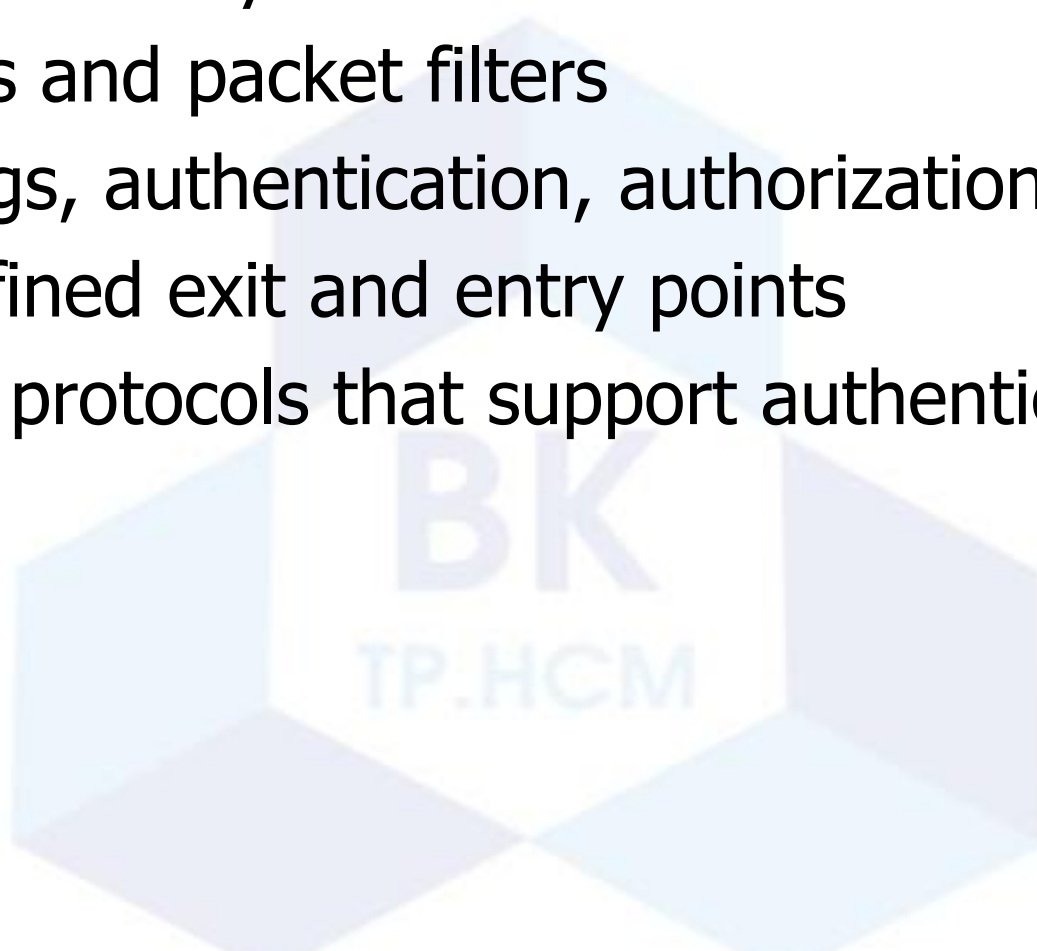 s and packet filters
gs, authentication, authorization
fined exit and entry points
protocols that support authenti
BK
TP.HCM